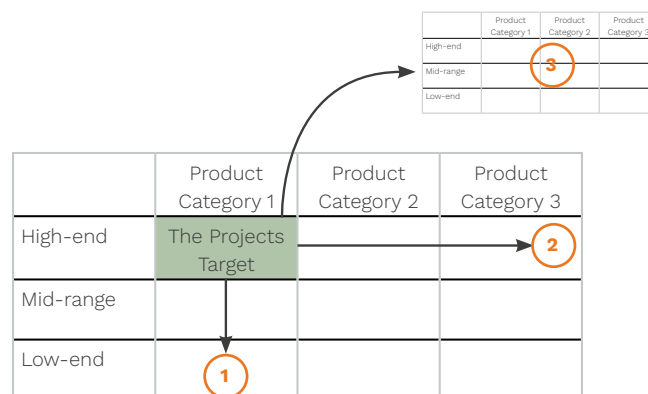 Product Category 1
Product Category 2
Product Category 3
High-end
3
Mid-range
Low-end
Product Category 1
Product Category 2
Product Category 3
High-end
The Projects Target
2
Mid-range
Low-end
1